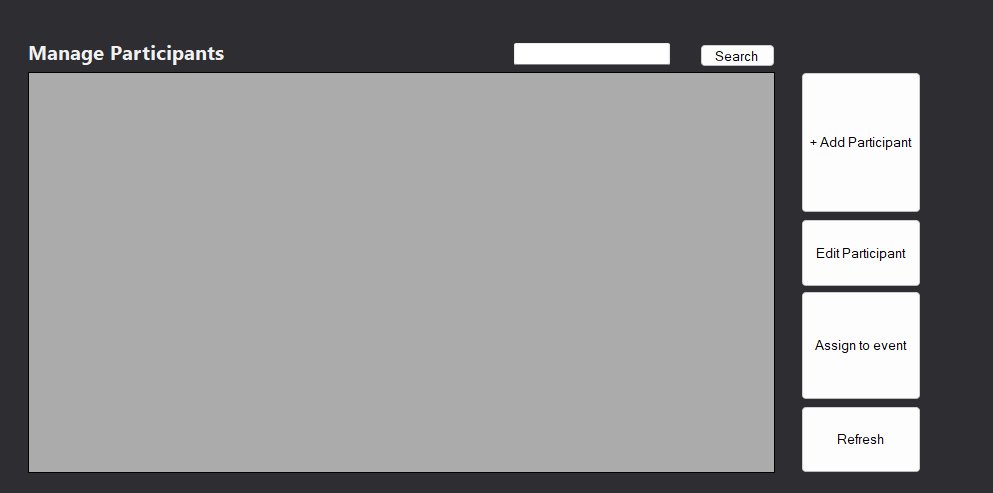 Manage Participants
Search
+ Add Participant
Edit Participant
Assign to event
Refresh